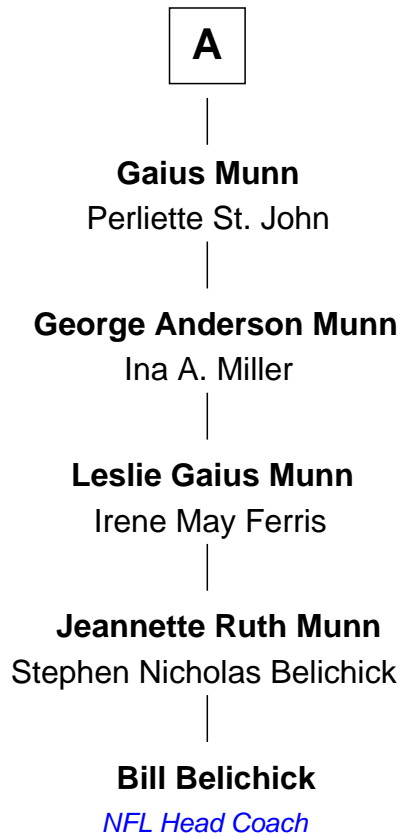 A
Gaius Munn
Perliette St. John
George Anderson Munn
Ina A. Miller
Leslie Gaius Munn
Irene May Ferris
Jeannette Ruth Munn
Stephen Nicholas Belichick
Bill Belichick
NFL Head Coach